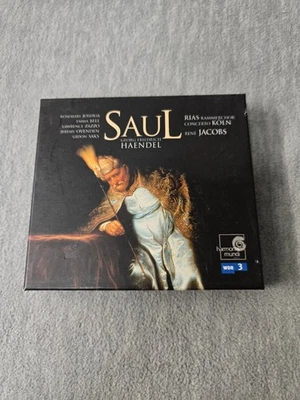 ROSEMARY JOSHUA
EMMA BELL
LAWRENCE ZAZZO
JEREMY OVENDEN
GIDON SAKS
SAUL
GEORG FRIEDRICH
HAENDEL
RIAS KAMMERCHOR
CONCERTO KÖLN
RENÉ JACOBS
harmonia
mundi
WDR 3